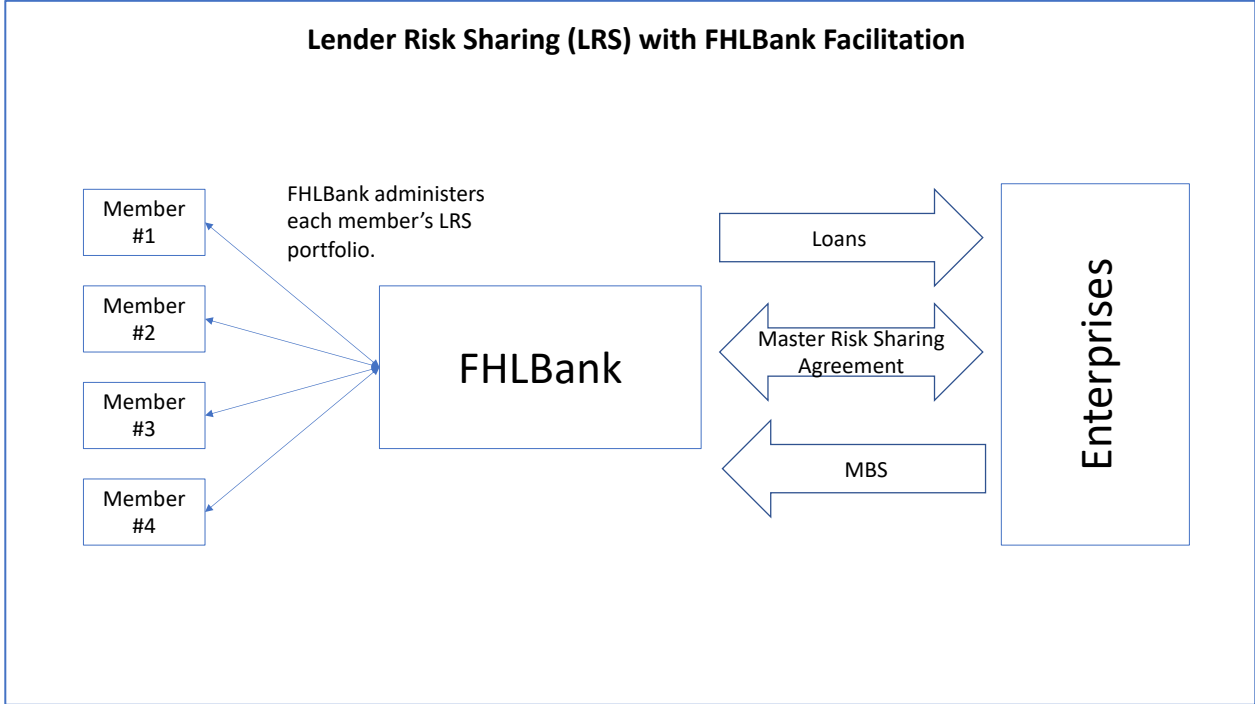 Lender Risk Sharing (LRS) with FHLBank Facilitation
FHLBank administers
each member’s LRS
portfolio.
Member
#1
Member
#2
Member
#3
Member
#4
FHLBank
Loans
Master Risk Sharing
Agreement
MBS
Enterprises